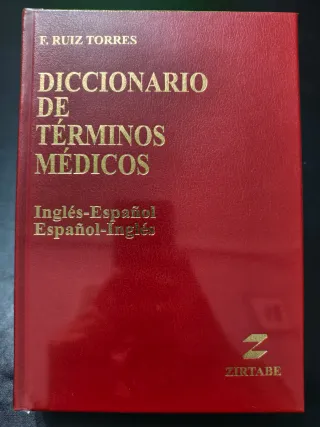 F. RUIZ TORRES
DICCIONARIO
DE
TÉRMINOS
MÉDICOS
Inglés-Español
Español-Inglés
Z
ZIRTABE